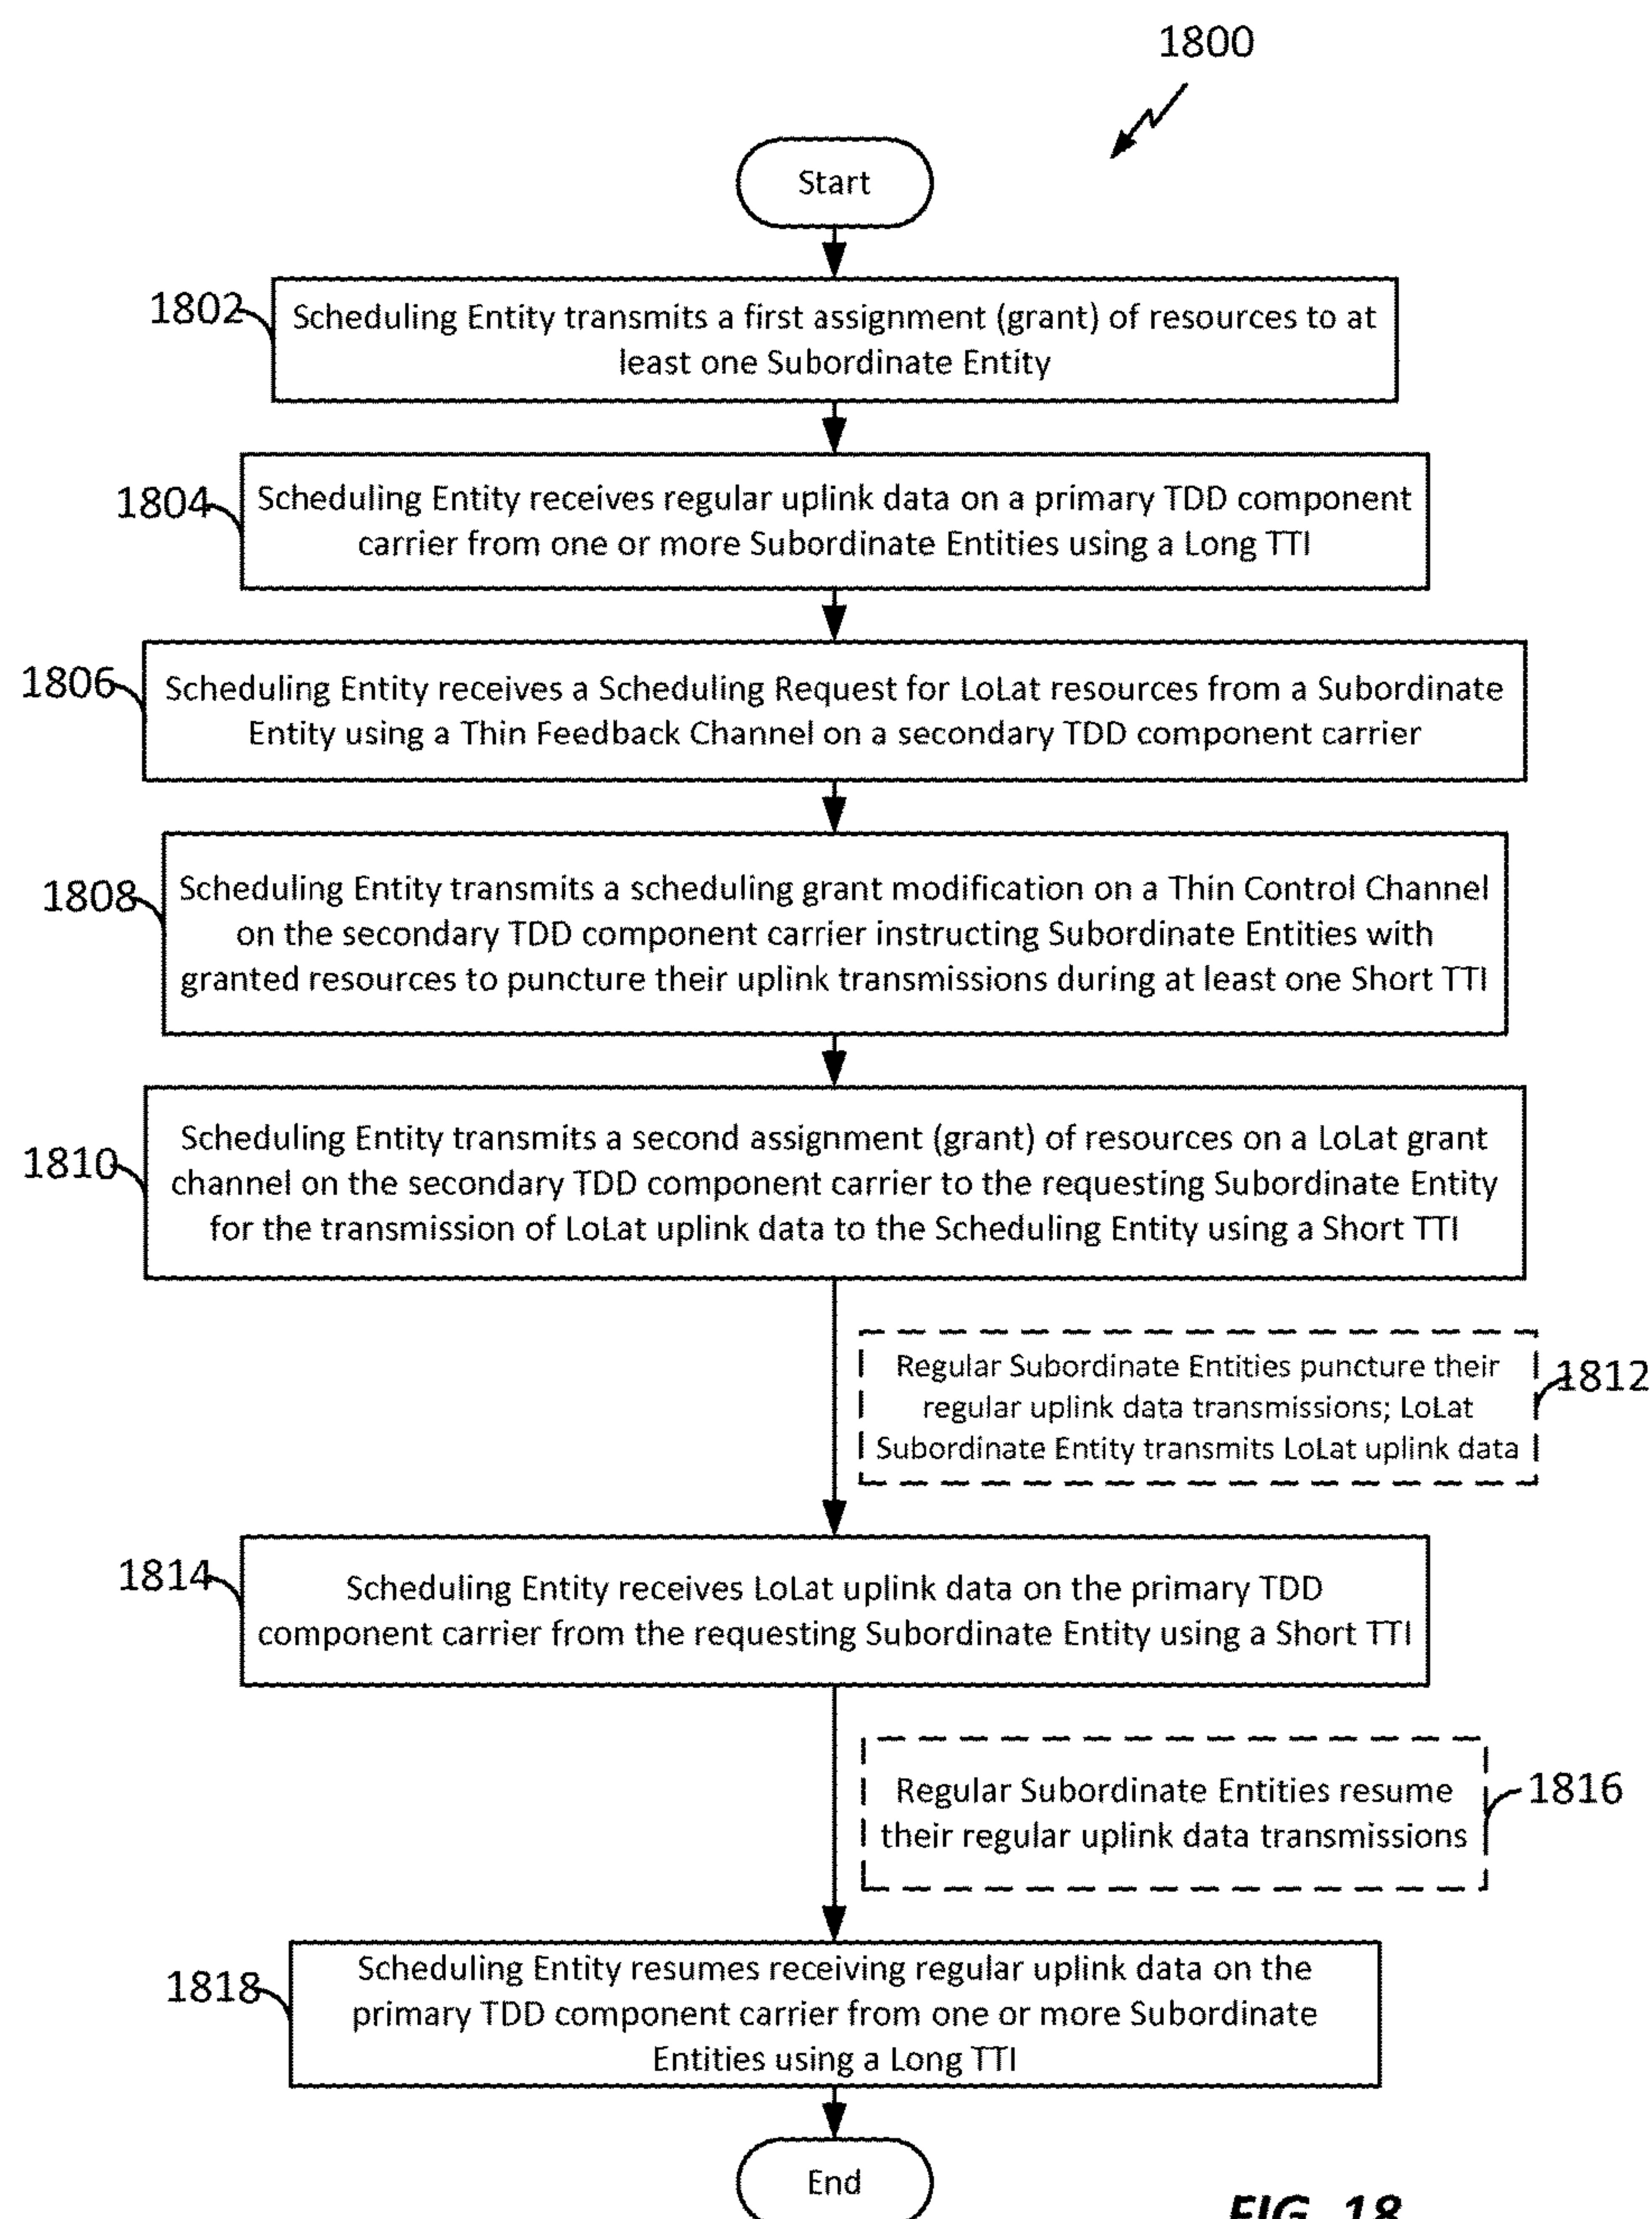 1800
Start
1802
Scheduling Entity transmits a first assignment (grant) of resources to at
least one Subordinate Entity
1804
Scheduling Entity receives regular uplink data on a primary TDD component
carrier from one or more Subordinate Entities using a Long TTI
1806
Scheduling Entity receives a Scheduling Request for LoLat resources from a Subordinate
Entity using a Thin Feedback Channel on a secondary TDD component carrier
1808
Scheduling Entity transmits a scheduling grant modification on a Thin Control Channel
on the secondary TDD component carrier instructing Subordinate Entities with
granted resources to puncture their uplink transmissions during at least one Short TTI
1810
Scheduling Entity transmits a second assignment (grant) of resources on a LoLat grant
channel on the secondary TDD component carrier to the requesting Subordinate Entity
for the transmission of LoLat uplink data to the Scheduling Entity using a Short TTI
Regular Subordinate Entities puncture their
regular uplink data transmissions; LoLat
Subordinate Entity transmits LoLat uplink data
1812
1814
Scheduling Entity receives LoLat uplink data on the primary TDD
component carrier from the requesting Subordinate Entity using a Short TTI
Regular Subordinate Entities resume
their regular uplink data transmissions
1816
1818
Scheduling Entity resumes receiving regular uplink data on the
primary TDD component carrier from one or more Subordinate
Entities using a Long TTI
End
FIG. 18